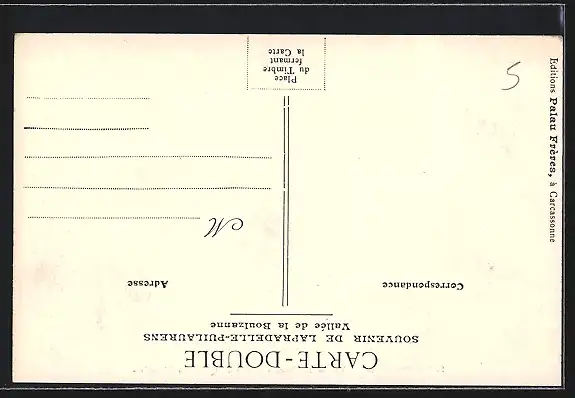 CARTE-DOUBLE
SOUVENIR DE LAPRADELLE-PUILAURENS
Vallée de la Boulzanne
Correspondance
Adresse
M
Place
du Timbre
fermant
la Carte
Editions Palau Frères, à Carcassonne
5